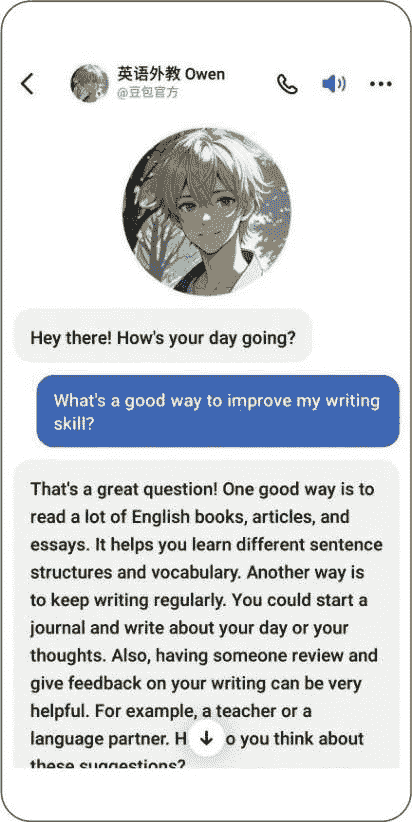 英语外教 Owen
@豆包官方
Hey there! How's your day going?
What's a good way to improve my writing
skill?
That's a great question! One good way is to
read a lot of English books, articles, and
essays. It helps you learn different sentence
structures and vocabulary. Another way is
to keep writing regularly. You could start a
journal and write about your day or your
thoughts. Also, having someone review and
give feedback on your writing can be very
helpful. For example, a teacher or a
language partner. H o you think about
these suggestions?